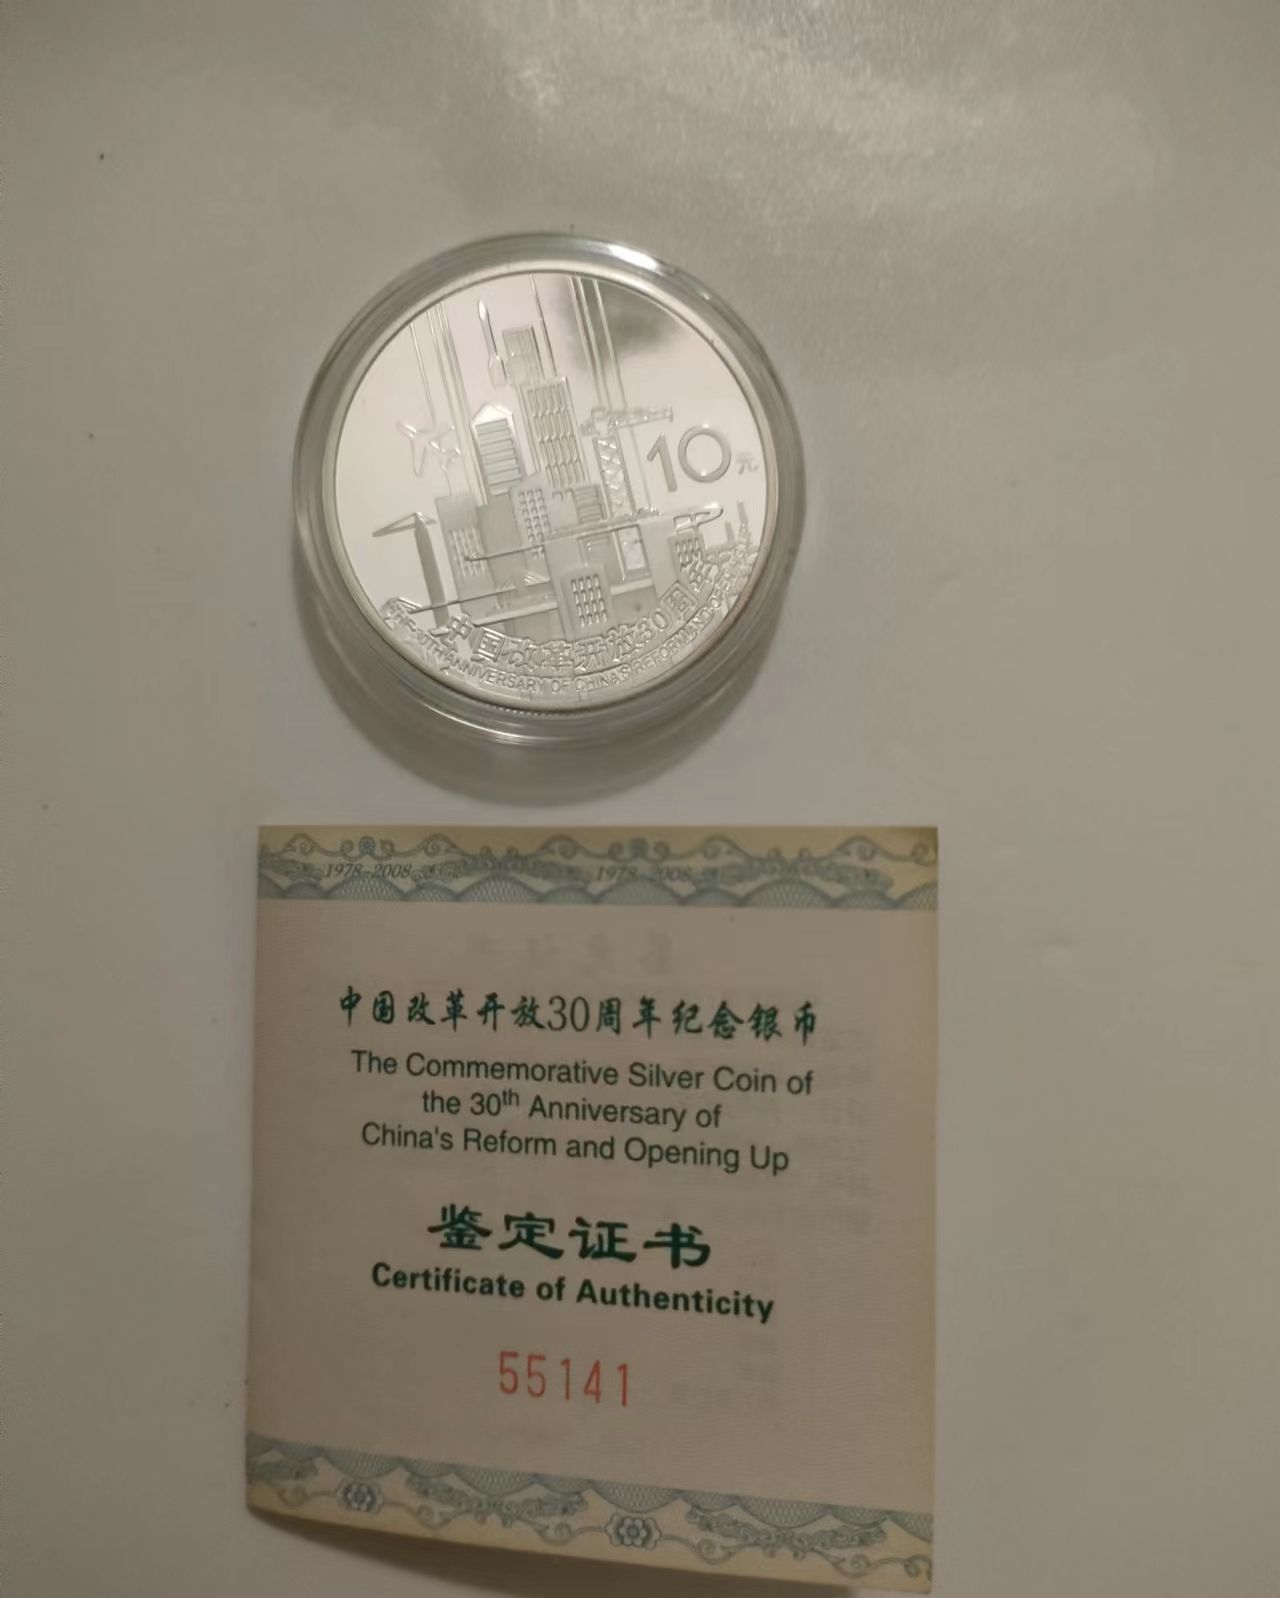 10元
中国改革开放30周年
THE 30TH ANNIVERSARY OF CHINA'S REFORM AND OPENING
1978-2008
1978-2008
中国改革开放30周年纪念银币
The Commemorative Silver Coin of
the 30th Anniversary of
China's Reform and Opening Up
鉴定证书
Certificate of Authenticity
55141